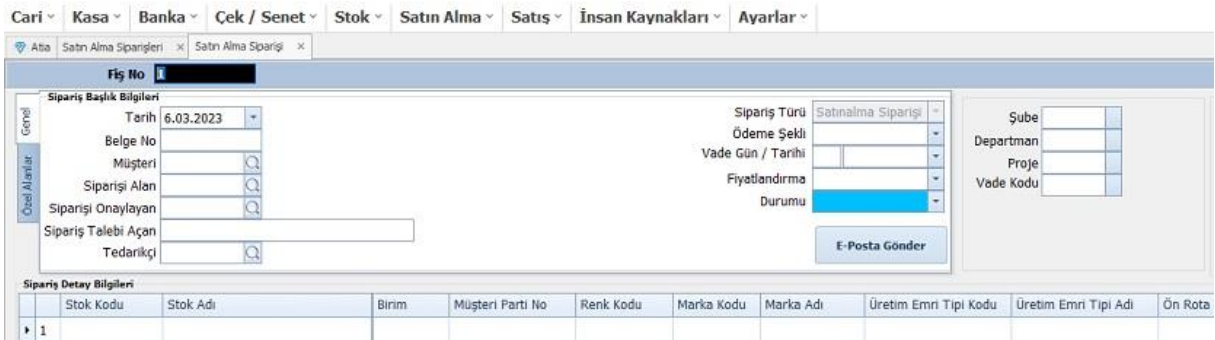 Cari Kasa Banka Çek / Senet Stok Satın Alma Satış İnsan Kaynakları Ayarlar
Atia Satın Alma Siparişleri × Satın Alma Siparişi ×
Fiş No 1
Sipariş Başlık Bilgileri
Genel
Özel Alanlar
Tarih 6.03.2023
Belge No
Müşteri
Siparişi Alan
Siparişi Onaylayan
Sipariş Talebi Açan
Tedarikçi
Sipariş Türü Satınalma Siparişi
Ödeme Şekli
Vade Gün / Tarihi
Fiyatlandırma
Durumu
E-Posta Gönder
Şube
Departman
Proje
Vade Kodu
Sipariş Detay Bilgileri
Stok Kodu Stok Adı Birim Müşteri Parti No Renk Kodu Marka Kodu Marka Adı Üretim Emri Tipi Kodu Üretim Emri Tipi Adi Ön Rota
1